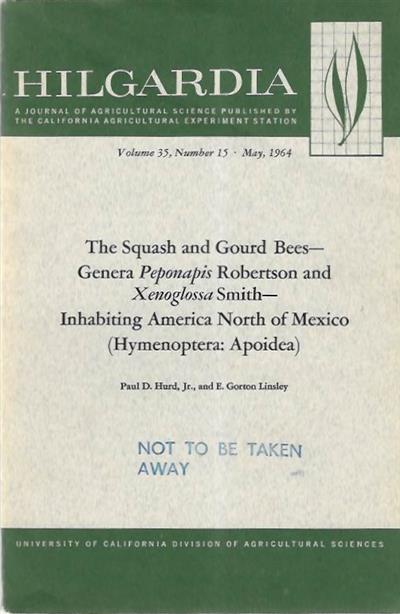 HILGARDIA
A JOURNAL OF AGRICULTURAL SCIENCE PUBLISHED BY
THE CALIFORNIA AGRICULTURAL EXPERIMENT STATION
Volume 35, Number 15 · May, 1964
The Squash and Gourd Bees—
Genera Peponapis Robertson and
Xenoglossa Smith—
Inhabiting America North of Mexico
(Hymenoptera: Apoidea)
Paul D. Hurd, Jr., and E. Gorton Linsley
NOT TO BE TAKEN
AWAY
UNIVERSITY OF CALIFORNIA DIVISION OF AGRICULTURAL SCIENCES